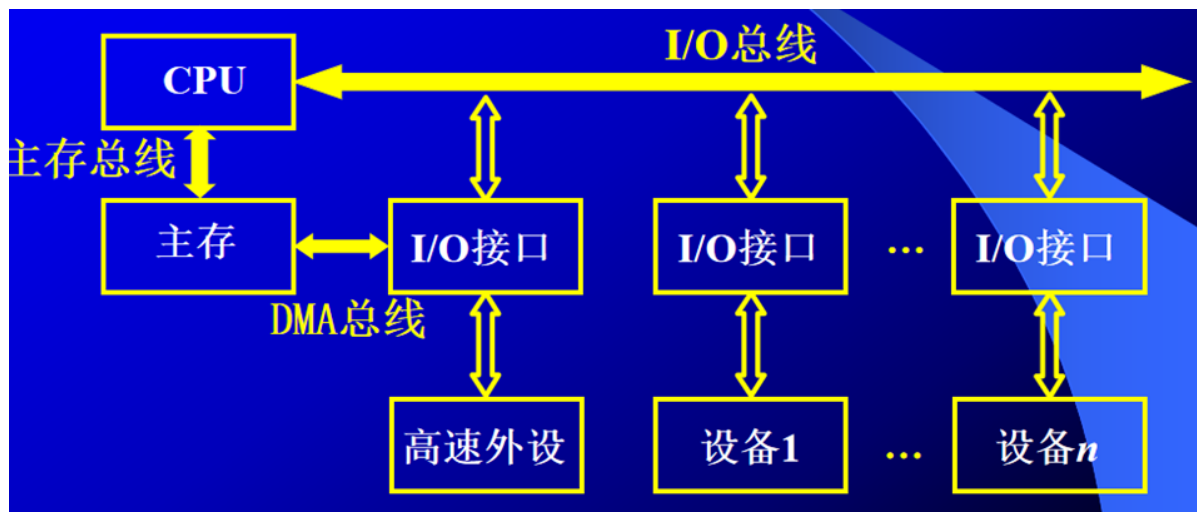 I/O总线
CPU
主存总线
主存
I/O接口
I/O接口
...
I/O接口
DMA总线
高速外设
设备1
...
设备n